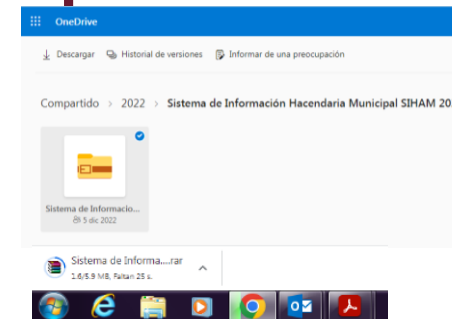 OneDrive
Descargar Historial de versiones Informar de una preocupación
Compartido > 2022 > Sistema de Información Hacendaria Municipal SIHAM 20
Sistema de Informacio...
5 dic 2022
Sistema de Informa....rar
1.6/5.9 MB, Faltan 25 s.